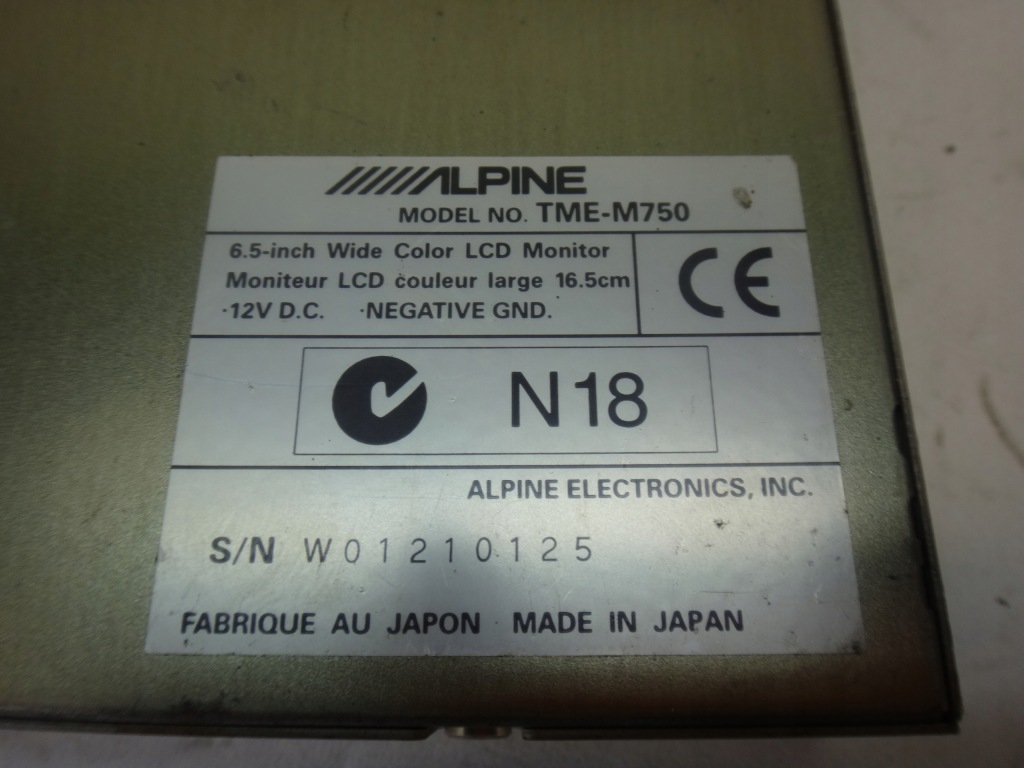 ALPINE
MODEL NO. TME-M750
6.5-inch Wide Color LCD Monitor
Moniteur LCD couleur large 16.5cm
·12V D.C. ·NEGATIVE GND.
CE
N18
ALPINE ELECTRONICS, INC.
S/N W01210125
FABRIQUE AU JAPON MADE IN JAPAN